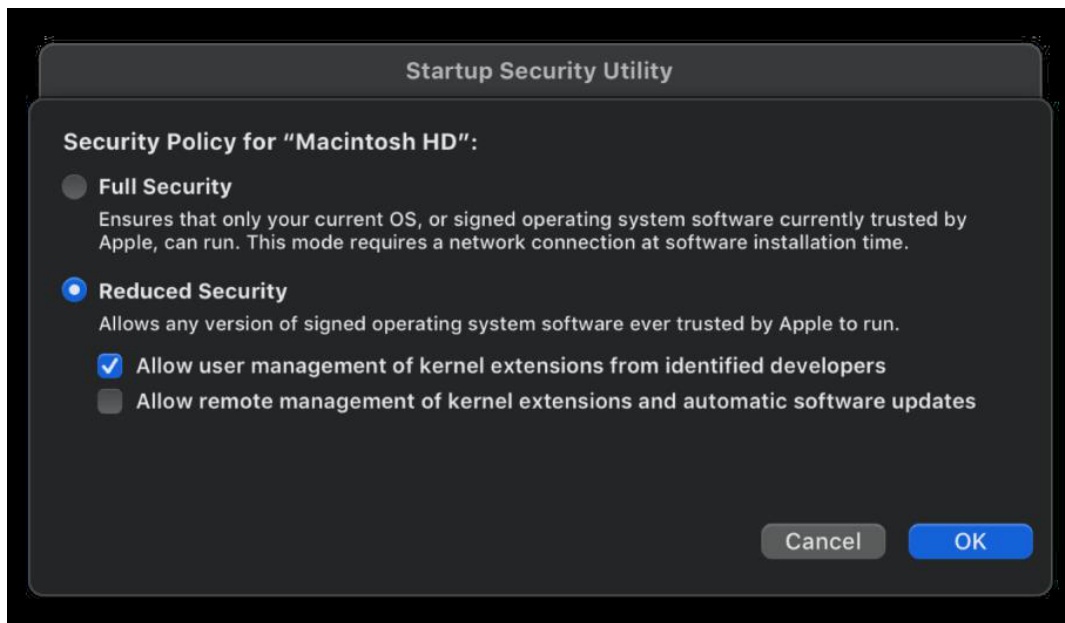 Startup Security Utility
Security Policy for “Macintosh HD”:
Full Security
Ensures that only your current OS, or signed operating system software currently trusted by
Apple, can run. This mode requires a network connection at software installation time.
Reduced Security
Allows any version of signed operating system software ever trusted by Apple to run.
Allow user management of kernel extensions from identified developers
Allow remote management of kernel extensions and automatic software updates
Cancel OK